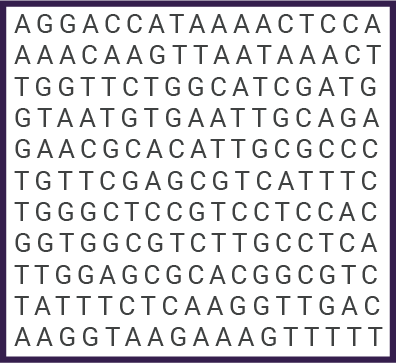 AGGACCATAAAACTCCA
AAACAAGTTAATAAACT
TGGTTCTGGCATCGATG
GTAATGTGAATTGCAGA
GAACGCACATTGCGCCC
TGTTCGAGCGTCATTTC
TGGGCTCCGTCCTCCAC
GGTGGCGTCTTGCCTCA
TTGGAGCGCACGGCGTC
TATTTCTCAAGGTTGAC
AAGGTAAGAAAGTTTTT